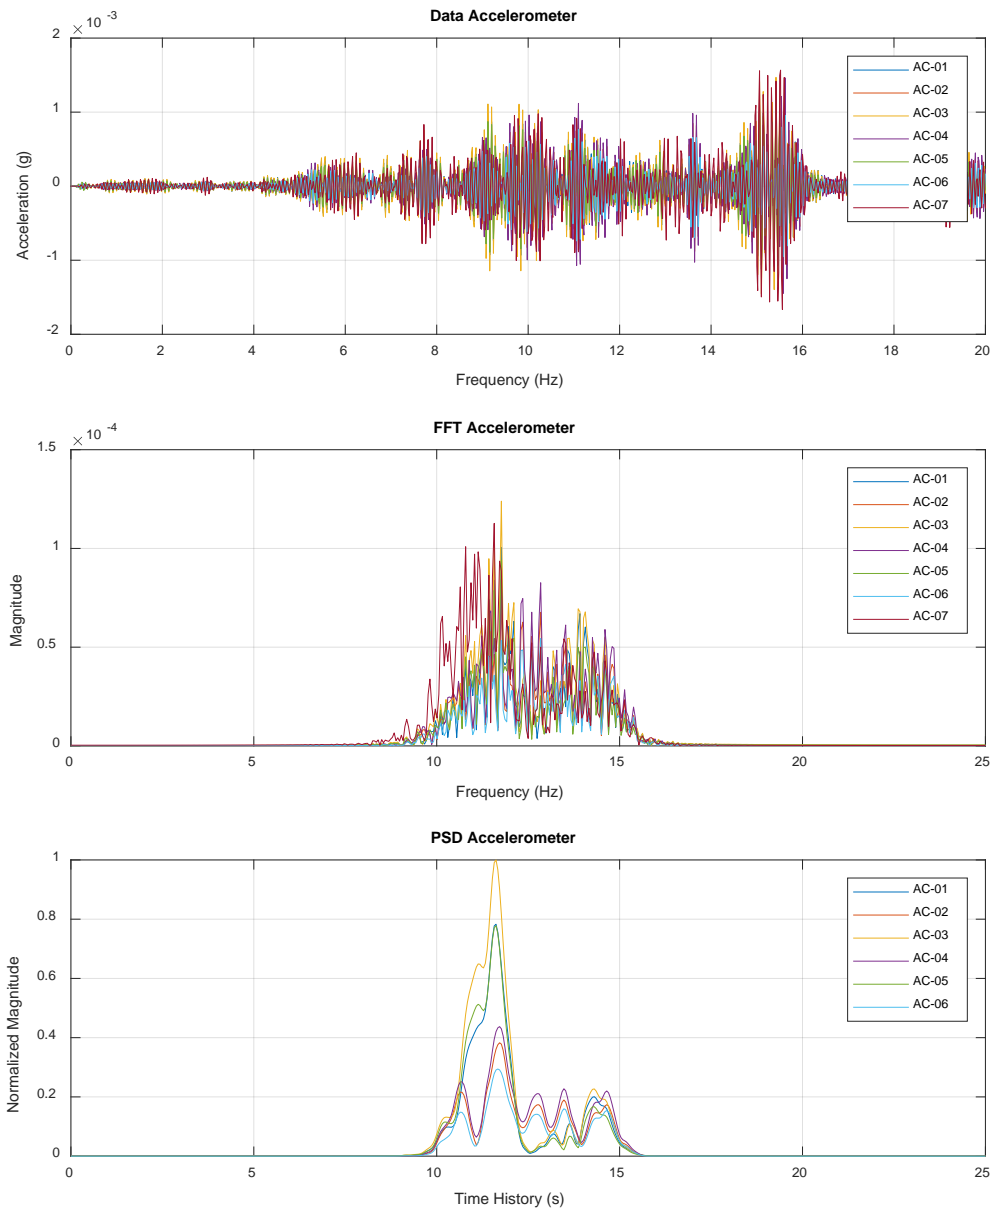 Data Accelerometer
× 10 -3
2
1
0
-1
-2
Acceleration (g)
AC-01
AC-02
AC-03
AC-04
AC-05
AC-06
AC-07
0 2 4 6 8 10 12 14 16 18 20
Frequency (Hz)
FFT Accelerometer
× 10 -4
1.5
1
0.5
0
Magnitude
AC-01
AC-02
AC-03
AC-04
AC-05
AC-06
AC-07
0 5 10 15 20 25
Frequency (Hz)
PSD Accelerometer
1
0.8
0.6
0.4
0.2
0
Normalized Magnitude
AC-01
AC-02
AC-03
AC-04
AC-05
AC-06
0 5 10 15 20 25
Time History (s)